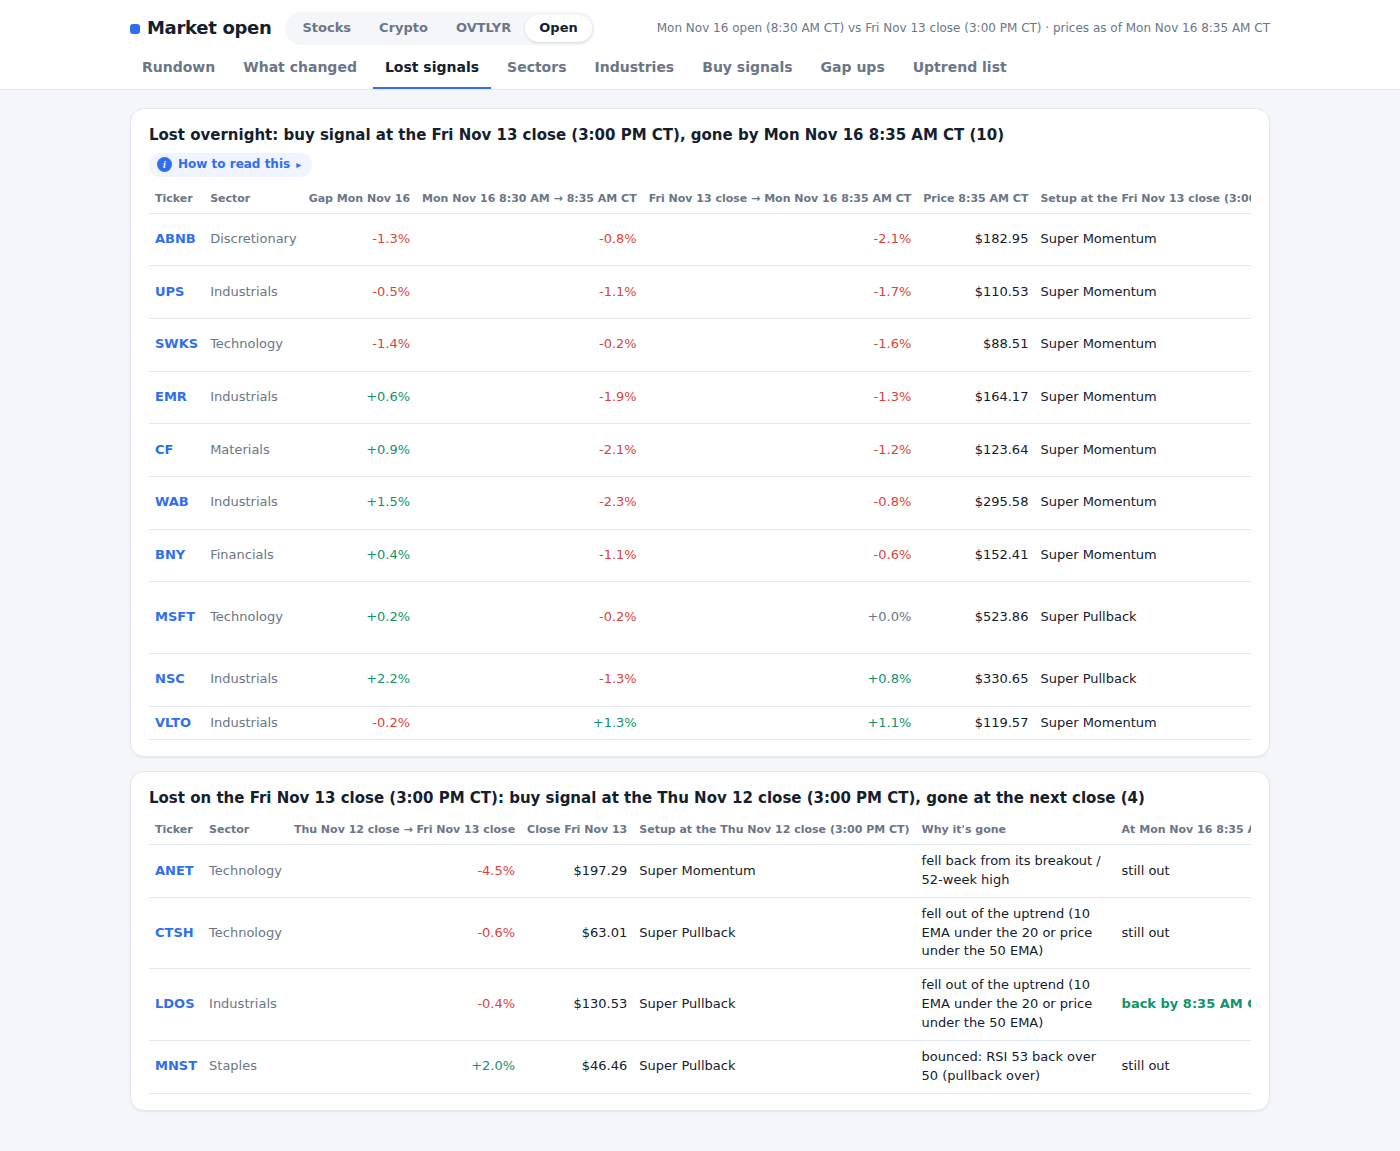 Market open
Stocks Crypto OVTLYR Open
Mon Nov 16 open (8:30 AM CT) vs Fri Nov 13 close (3:00 PM CT) · prices as of Mon Nov 16 8:35 AM CT
Rundown What changed Lost signals Sectors Industries Buy signals Gap ups Uptrend list
Lost overnight: buy signal at the Fri Nov 13 close (3:00 PM CT), gone by Mon Nov 16 8:35 AM CT (10)
i How to read this ▸
Ticker Sector Gap Mon Nov 16 Mon Nov 16 8:30 AM → 8:35 AM CT Fri Nov 13 close → Mon Nov 16 8:35 AM CT Price 8:35 AM CT Setup at the Fri Nov 13 close (3:00
ABNB Discretionary -1.3% -0.8% -2.1% $182.95 Super Momentum
UPS Industrials -0.5% -1.1% -1.7% $110.53 Super Momentum
SWKS Technology -1.4% -0.2% -1.6% $88.51 Super Momentum
EMR Industrials +0.6% -1.9% -1.3% $164.17 Super Momentum
CF Materials +0.9% -2.1% -1.2% $123.64 Super Momentum
WAB Industrials +1.5% -2.3% -0.8% $295.58 Super Momentum
BNY Financials +0.4% -1.1% -0.6% $152.41 Super Momentum
MSFT Technology +0.2% -0.2% +0.0% $523.86 Super Pullback
NSC Industrials +2.2% -1.3% +0.8% $330.65 Super Pullback
VLTO Industrials -0.2% +1.3% +1.1% $119.57 Super Momentum
Lost on the Fri Nov 13 close (3:00 PM CT): buy signal at the Thu Nov 12 close (3:00 PM CT), gone at the next close (4)
Ticker Sector Thu Nov 12 close → Fri Nov 13 close Close Fri Nov 13 Setup at the Thu Nov 12 close (3:00 PM CT) Why it's gone At Mon Nov 16 8:35 A
ANET Technology -4.5% $197.29 Super Momentum fell back from its breakout / still out
52-week high
CTSH Technology -0.6% $63.01 Super Pullback fell out of the uptrend (10 still out
EMA under the 20 or price
under the 50 EMA)
LDOS Industrials -0.4% $130.53 Super Pullback fell out of the uptrend (10 back by 8:35 AM C
EMA under the 20 or price
under the 50 EMA)
MNST Staples +2.0% $46.46 Super Pullback bounced: RSI 53 back over still out
50 (pullback over)